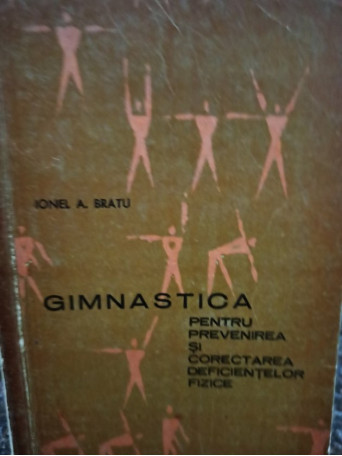 IONEL A. BRATU
GIMNASTICA
PENTRU
PREVENIREA
ȘI
CORECTAREA
DEFICIENȚELOR
FIZICE